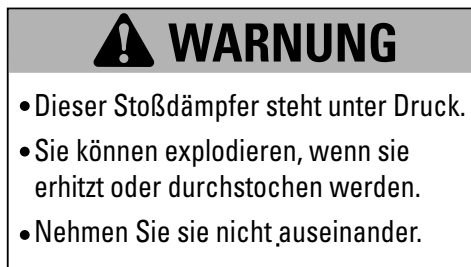 WARNUNG
• Dieser Stoßdämpfer steht unter Druck.
• Sie können explodieren, wenn sie
erhitzt oder durchstochen werden.
• Nehmen Sie sie nicht auseinander.